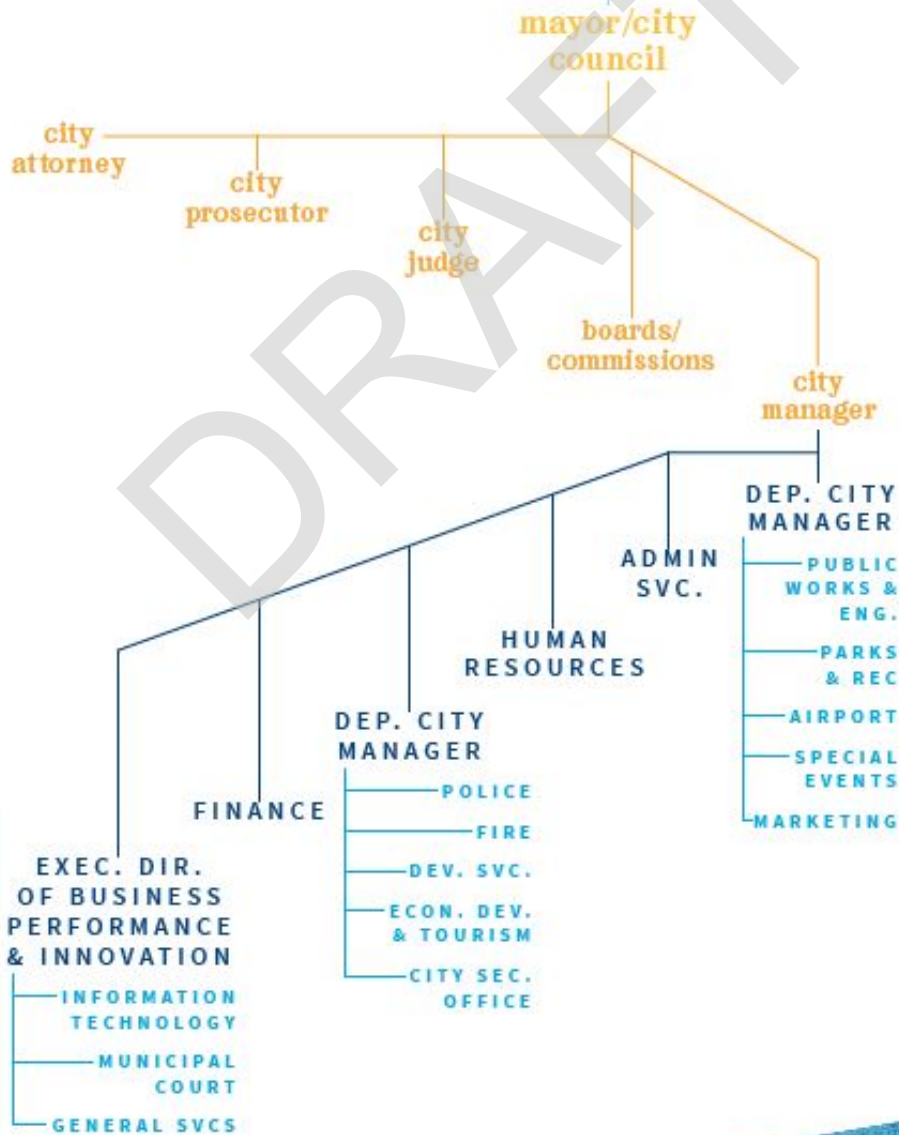 mayor/city
council
city
attorney
city
prosecutor
city
judge
boards/
commissions
city
manager
DEP. CITY
MANAGER
PUBLIC
WORKS &
ENG.
PARKS
& REC
AIRPORT
SPECIAL
EVENTS
MARKETING
ADMIN
SVC.
HUMAN
RESOURCES
DEP. CITY
MANAGER
POLICE
FIRE
DEV. SVC.
ECON. DEV.
& TOURISM
CITY SEC.
OFFICE
FINANCE
EXEC. DIR.
OF BUSINESS
PERFORMANCE
& INNOVATION
INFORMATION
TECHNOLOGY
MUNICIPAL
COURT
GENERAL SVCS
DRAFT